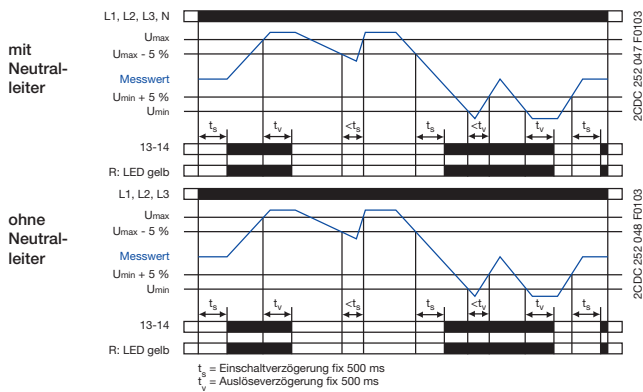 mit
Neutral-
leiter
L1, L2, L3, N
Umax
Umax - 5 %
Messwert
Umin + 5 %
Umin
ts tv <ts ts <tv tv ts
13-14
R: LED gelb
2CDC 252 047 F0103
ohne
Neutral-
leiter
L1, L2, L3
Umax
Umax - 5 %
Messwert
Umin + 5 %
Umin
ts tv <ts ts <tv tv ts
13-14
R: LED gelb
2CDC 252 048 F0103
ts = Einschaltverzögerung fix 500 ms
tv = Auslöseverzögerung fix 500 ms